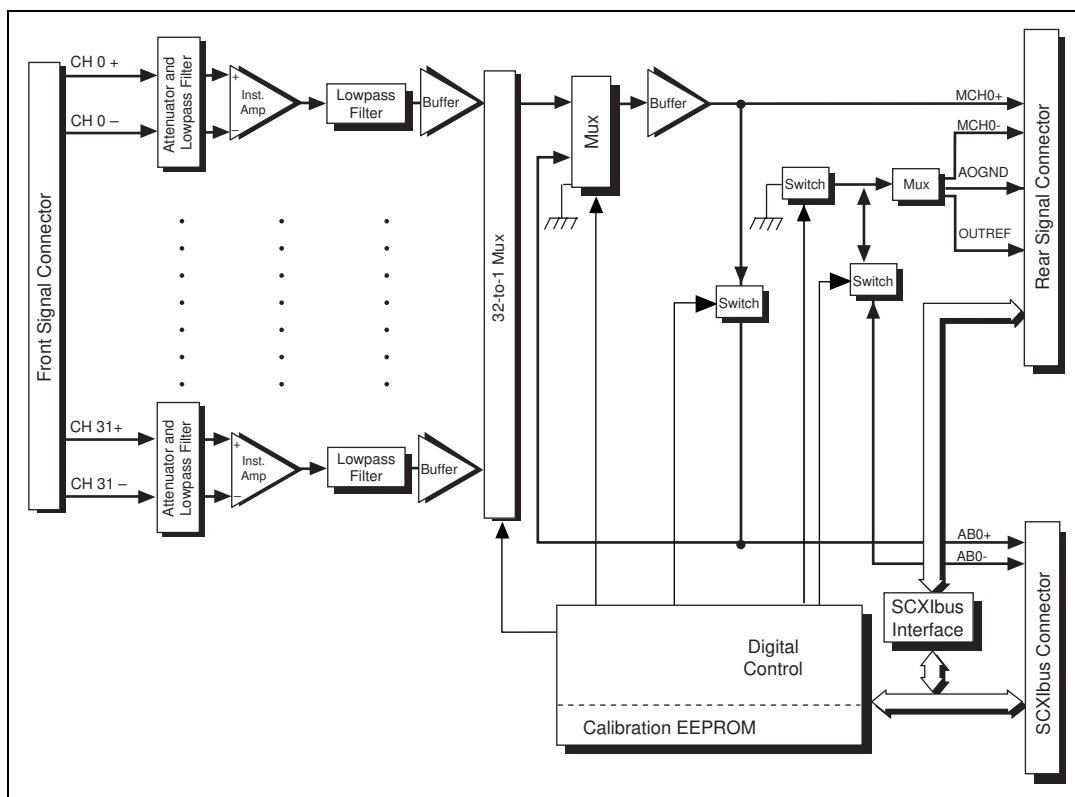 Front Signal Connector
CH 0 +
CH 0 –
Attenuator and
Lowpass Filter
+
–
Inst.
Amp
Lowpass
Filter
Buffer
CH 31+
CH 31 –
Attenuator and
Lowpass Filter
+
–
Inst.
Amp
Lowpass
Filter
Buffer
32-to-1 Mux
Mux
Buffer
Switch
Switch
Mux
Switch
MCH0+
MCH0-
AOGND
OUTREF
Rear Signal Connector
AB0+
AB0-
SCXIbus
Interface
SCXIbus Connector
Digital
Control
Calibration EEPROM